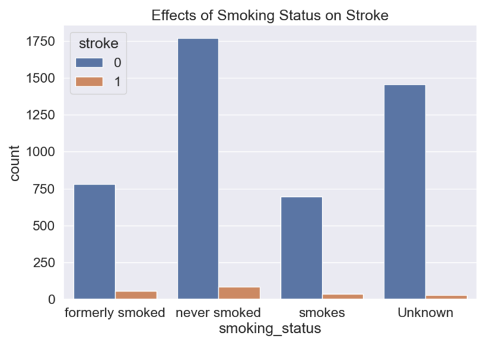 Effects of Smoking Status on Stroke
stroke
0
1
count
1750
1500
1250
1000
750
500
250
0
formerly smoked
never smoked
smokes
Unknown
smoking_status